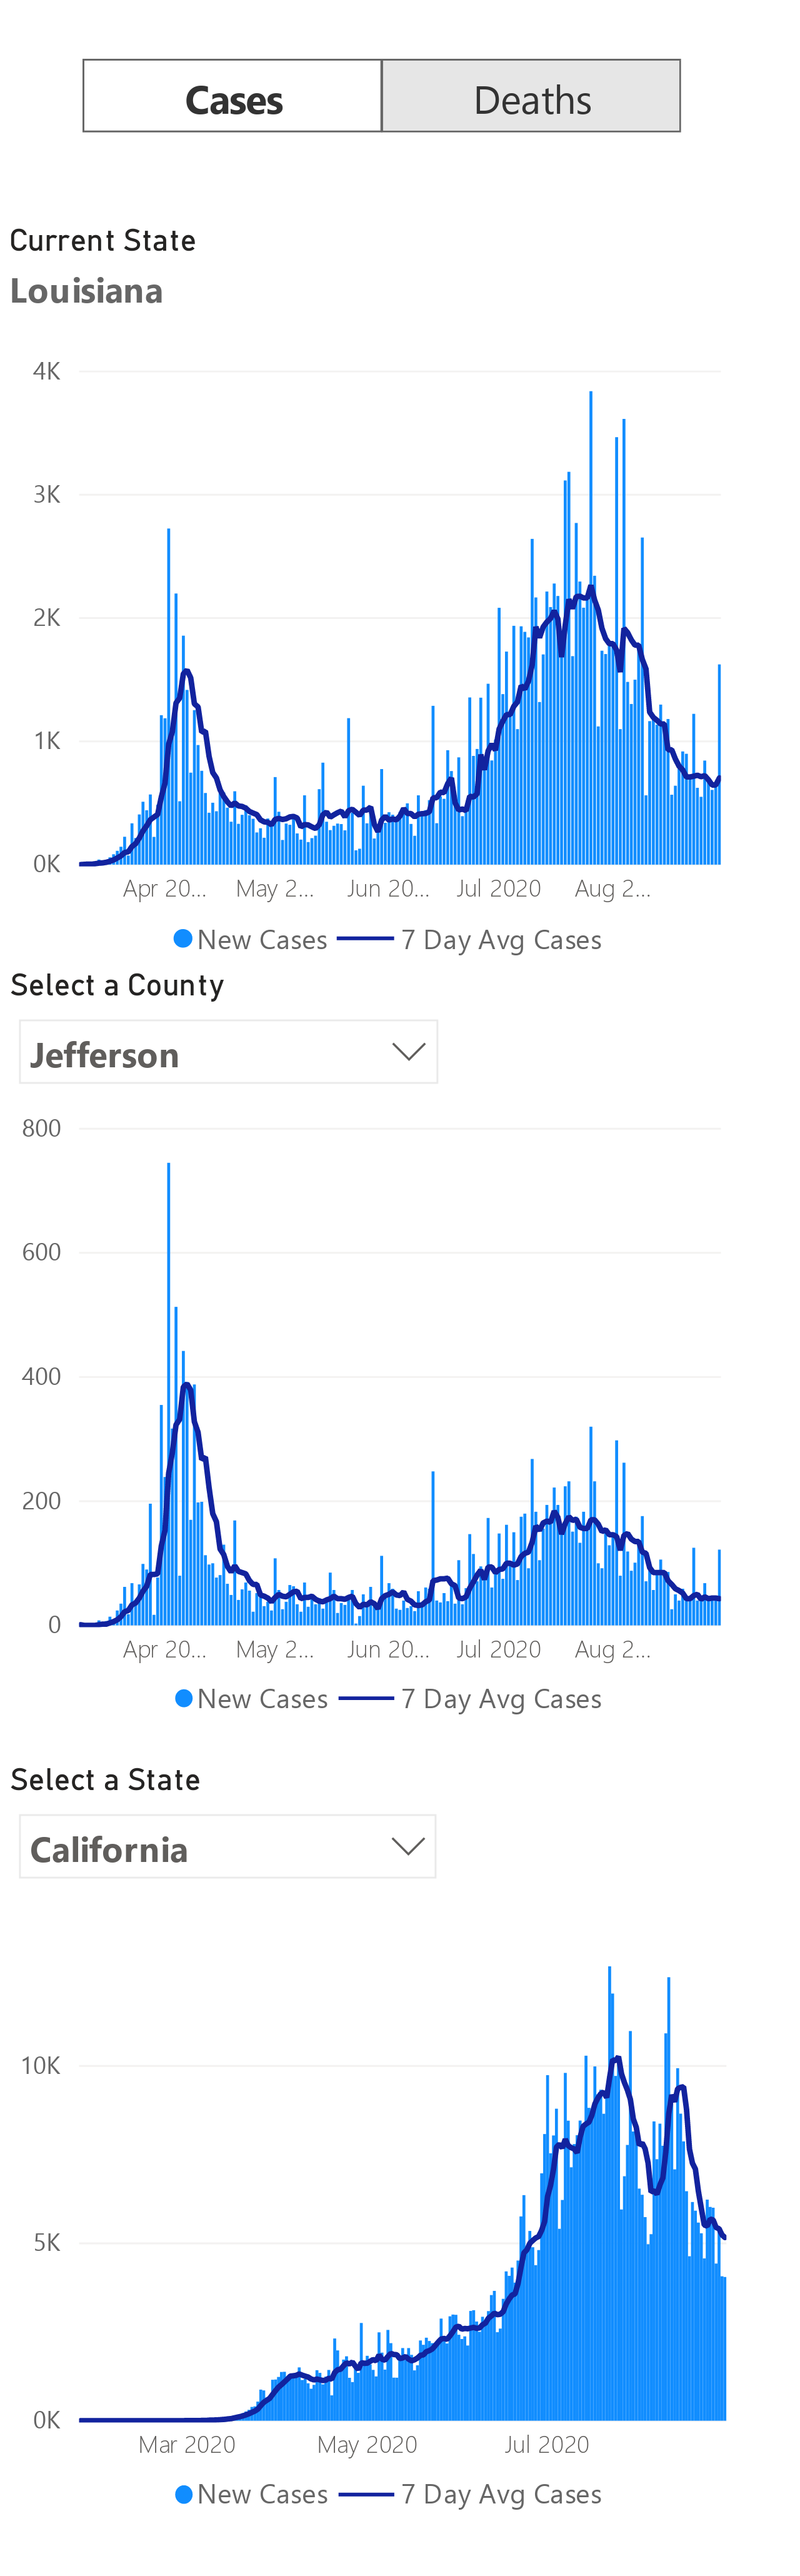 Cases Deaths
Current State
Louisiana
4K
3K
2K
1K
0K
Apr 20... May 2... Jun 20... Jul 2020 Aug 2...
New Cases 7 Day Avg Cases
Select a County
Jefferson
800
600
400
200
0
Apr 20... May 2... Jun 20... Jul 2020 Aug 2...
New Cases 7 Day Avg Cases
Select a State
California
10K
5K
0K
Mar 2020 May 2020 Jul 2020
New Cases 7 Day Avg Cases